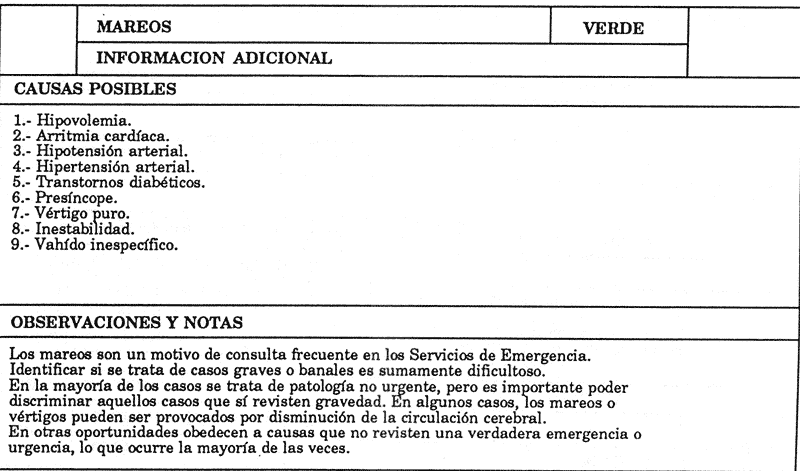 MAREOS
VERDE
INFORMACION ADICIONAL
CAUSAS POSIBLES
1.- Hipovolemia.
2.- Arritmia cardíaca.
3.- Hipotensión arterial.
4.- Hipertensión arterial.
5.- Transtornos diabéticos.
6.- Presíncope.
7.- Vértigo puro.
8.- Inestabilidad.
9.- Vahído inespecífico.
OBSERVACIONES Y NOTAS
Los mareos son un motivo de consulta frecuente en los Servicios de Emergencia.
Identificar si se trata de casos graves o banales es sumamente dificultoso.
En la mayoría de los casos se trata de patología no urgente, pero es importante poder
discriminar aquellos casos que sí revisten gravedad. En algunos casos, los mareos o
vértigos pueden ser provocados por disminución de la circulación cerebral.
En otras oportunidades obedecen a causas que no revisten una verdadera emergencia o
urgencia, lo que ocurre la mayoría de las veces.